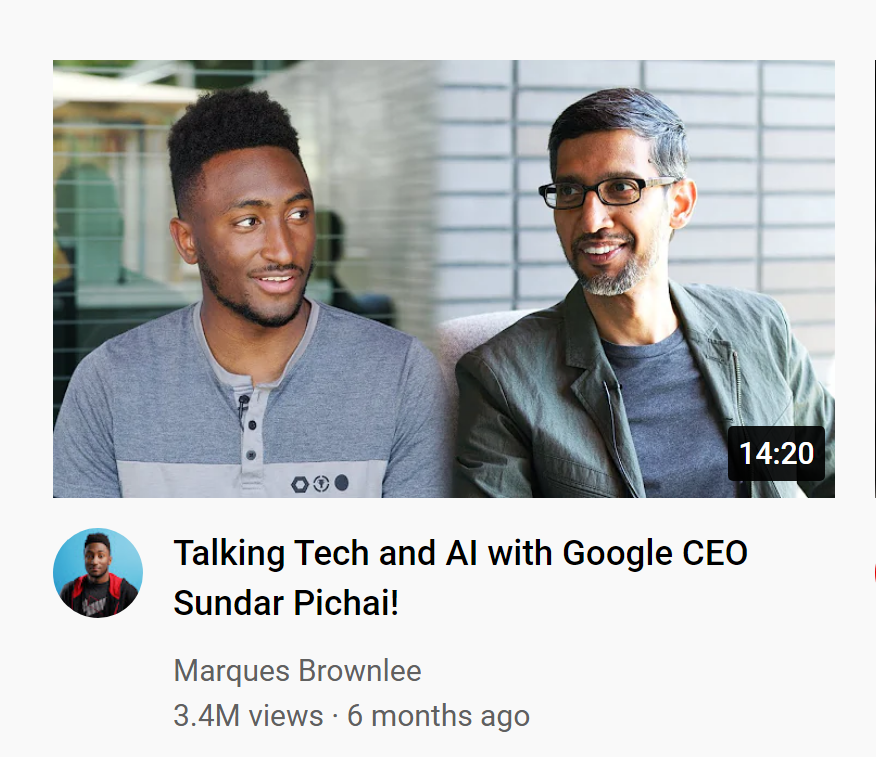 14:20
Talking Tech and AI with Google CEO
Sundar Pichai!
Marques Brownlee
3.4M views · 6 months ago